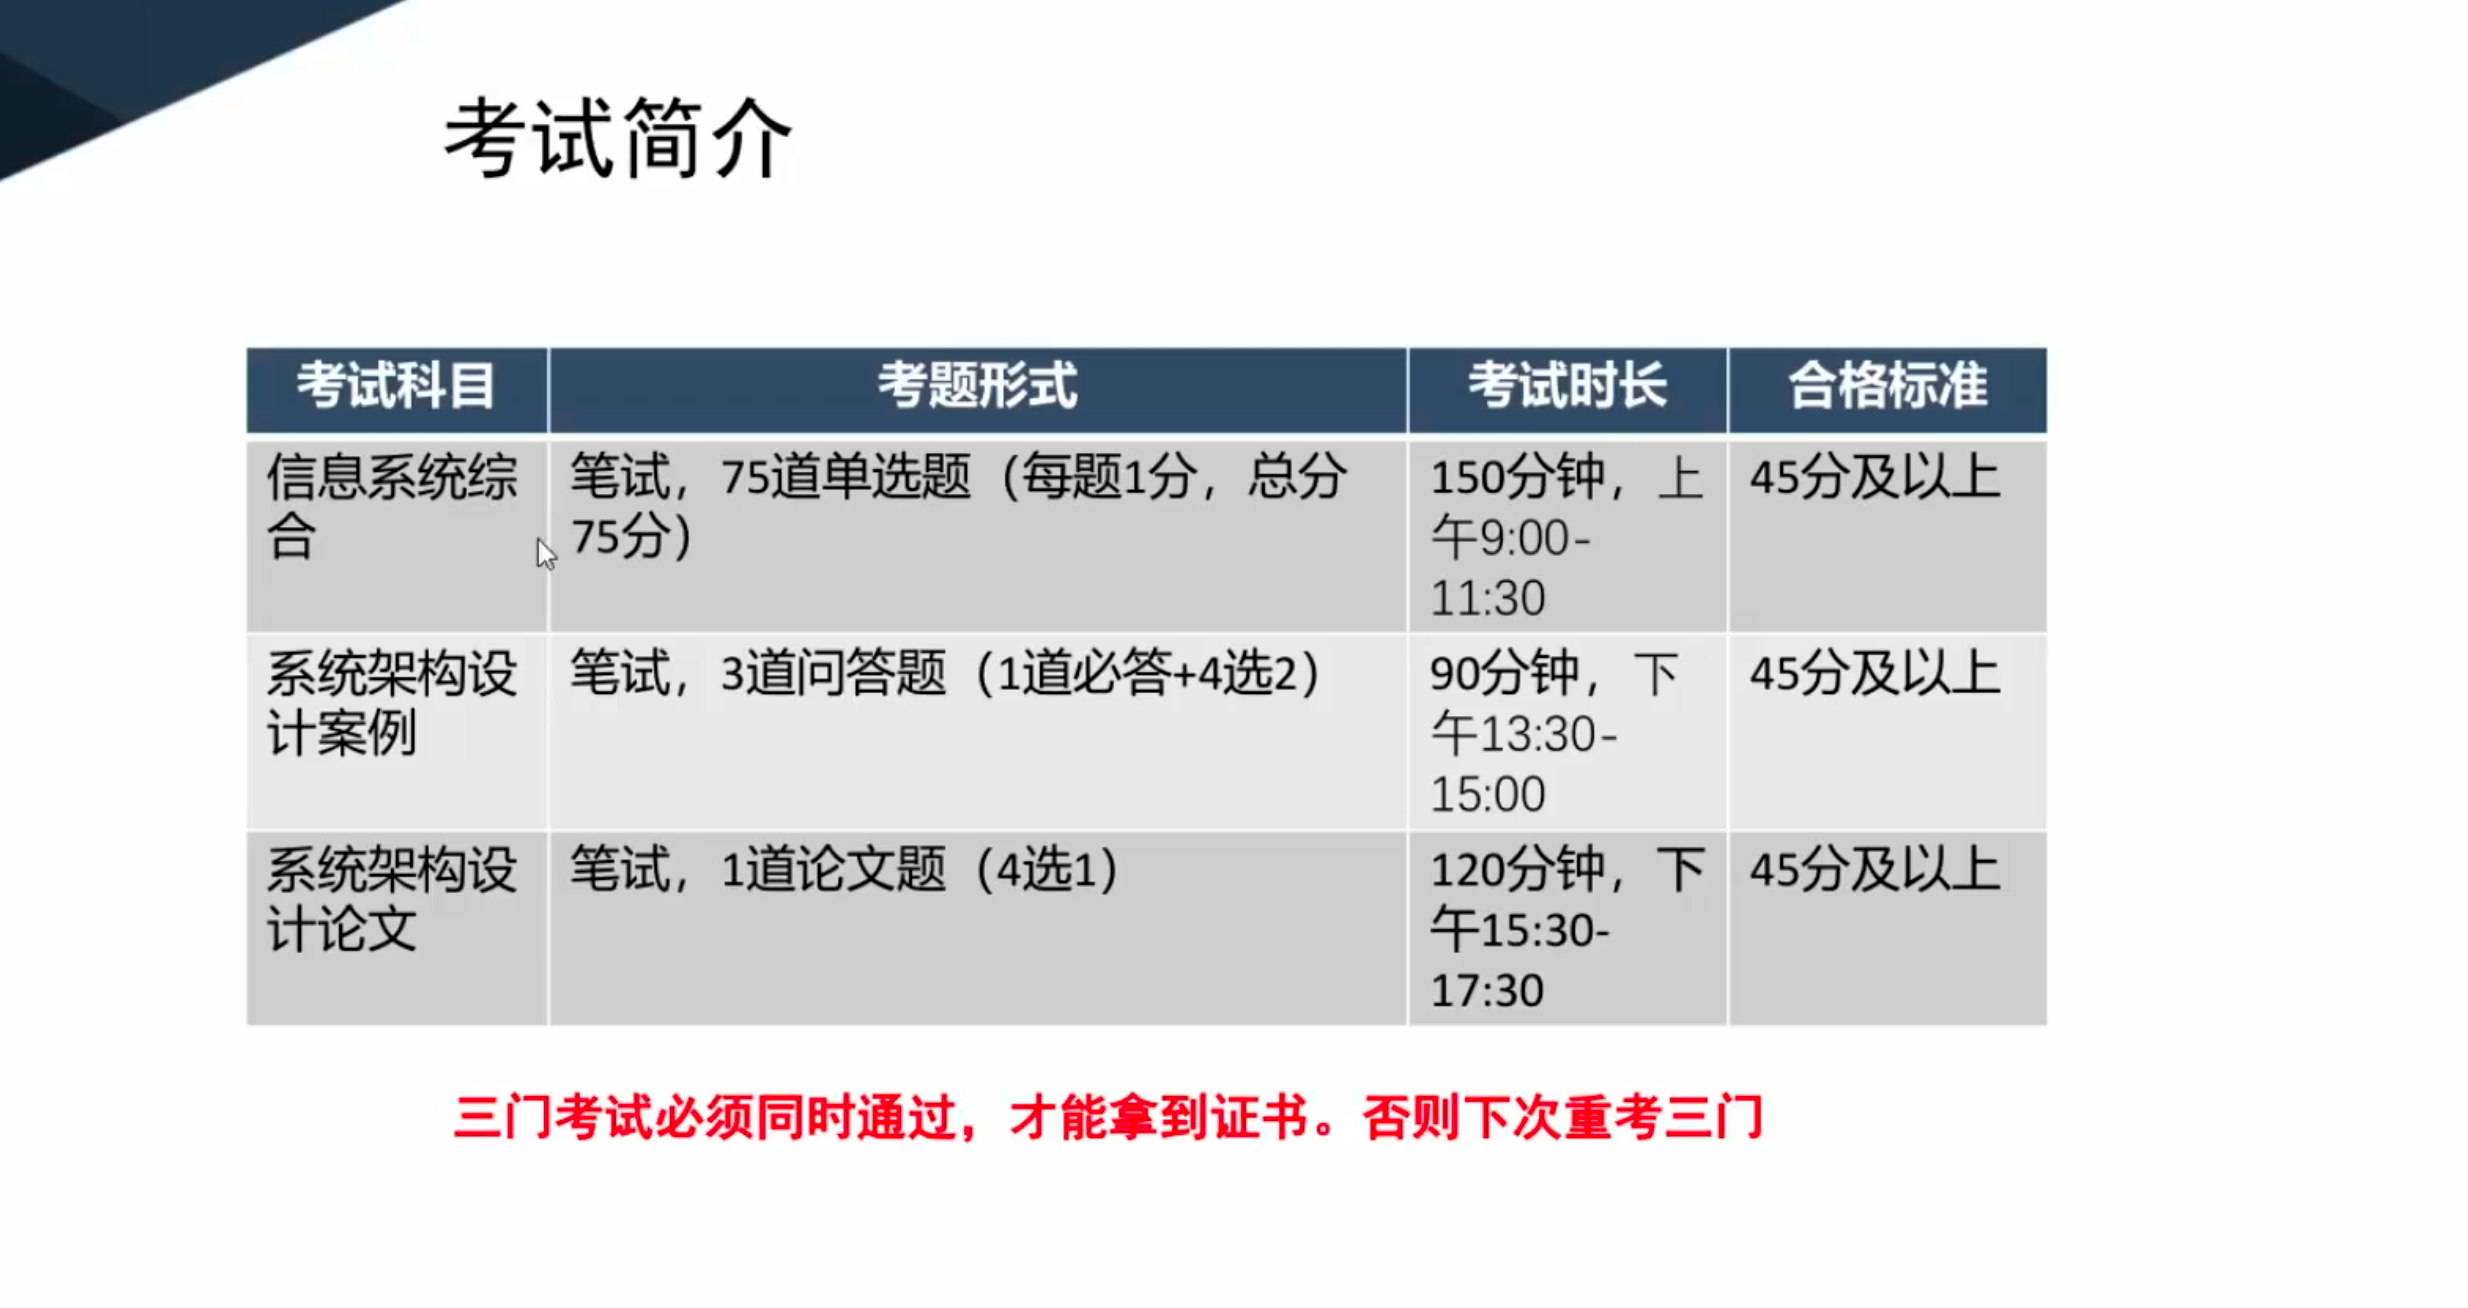 考试简介
考试科目
考题形式
考试时长
合格标准
信息系统综
合
笔试，75道单选题（每题1分，总分
75分）
150分钟，上
午9:00-
11:30
45分及以上
系统架构设
计案例
笔试，3道问答题（1道必答+4选2）
90分钟，下
午13:30-
15:00
45分及以上
系统架构设
计论文
笔试，1道论文题（4选1）
120分钟，下
午15:30-
17:30
45分及以上
三门考试必须同时通过，才能拿到证书。否则下次重考三门